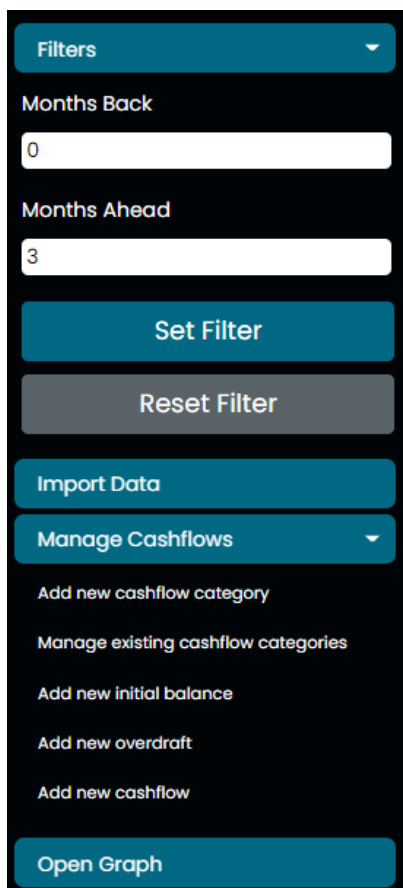 Filters
Months Back
0
Months Ahead
3
Set Filter
Reset Filter
Import Data
Manage Cashflows
Add new cashflow category
Manage existing cashflow categories
Add new initial balance
Add new overdraft
Add new cashflow
Open Graph